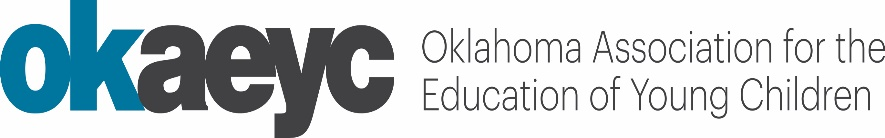 okaeyc
Oklahoma Association for the
Education of Young Children